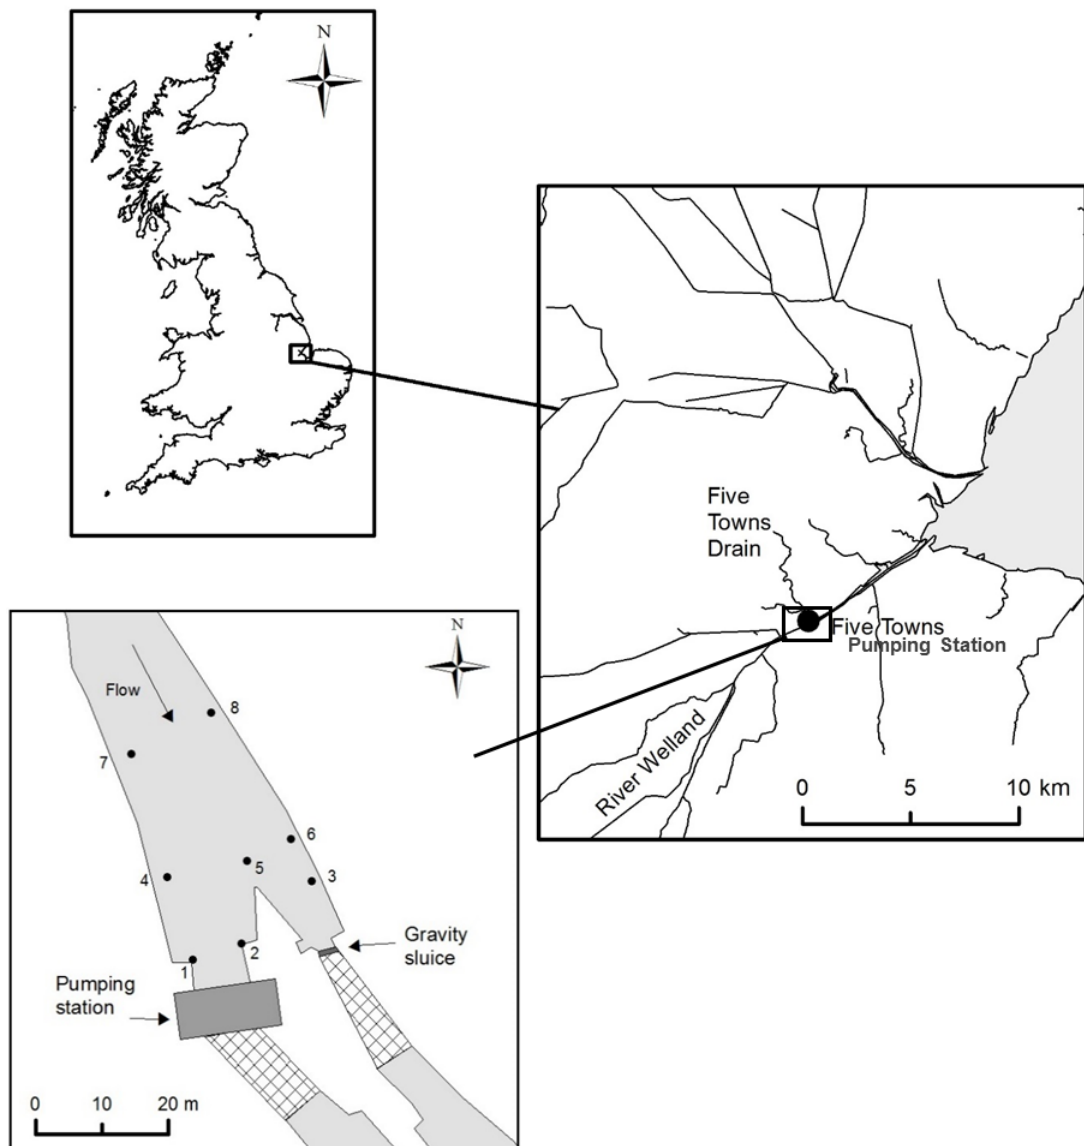 N
Five
Towns
Drain
Five Towns
Pumping Station
River Welland
0 5 10 km
N
Flow
8
7
6
5
4
3
2
1
Gravity
sluice
Pumping
station
0 10 20 m